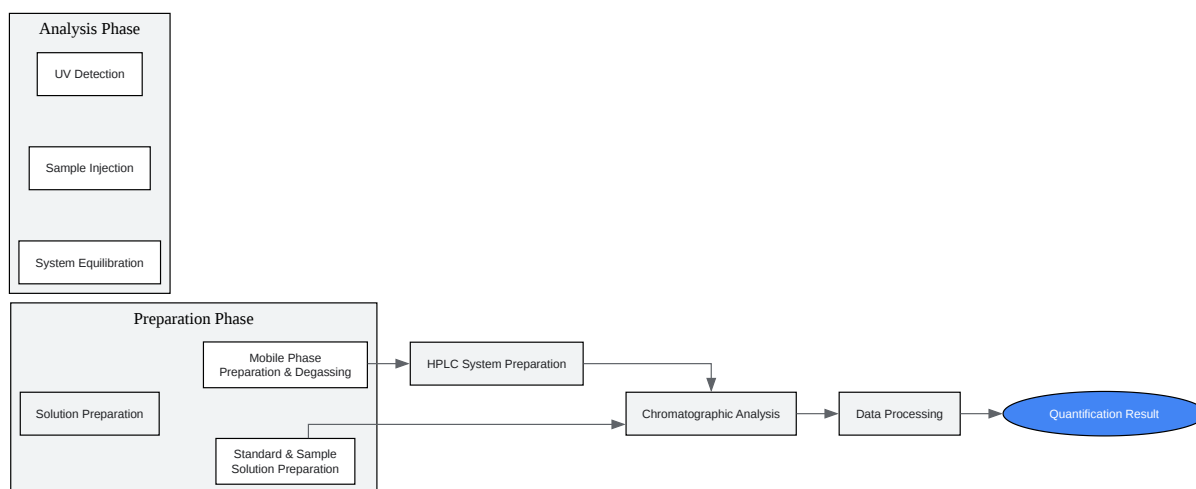 Analysis Phase
UV Detection
Sample Injection
System Equilibration
Preparation Phase
Mobile Phase
Preparation & Degassing
HPLC System Preparation
Solution Preparation
Chromatographic Analysis
Data Processing
Quantification Result
Standard & Sample
Solution Preparation